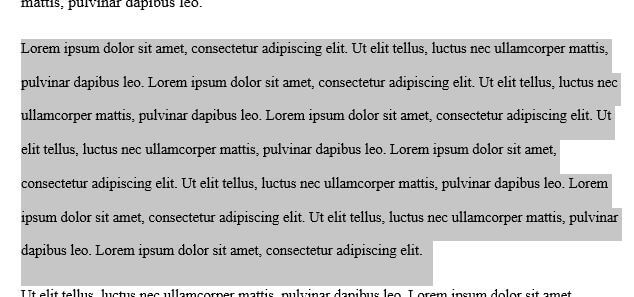 mattis, pulvinar dapibus leo.
Lorem ipsum dolor sit amet, consectetur adipiscing elit. Ut elit tellus, luctus nec ullamcorper mattis,
pulvinar dapibus leo. Lorem ipsum dolor sit amet, consectetur adipiscing elit. Ut elit tellus, luctus nec
ullamcorper mattis, pulvinar dapibus leo. Lorem ipsum dolor sit amet, consectetur adipiscing elit. Ut
elit tellus, luctus nec ullamcorper mattis, pulvinar dapibus leo. Lorem ipsum dolor sit amet,
consectetur adipiscing elit. Ut elit tellus, luctus nec ullamcorper mattis, pulvinar dapibus leo. Lorem
ipsum dolor sit amet, consectetur adipiscing elit. Ut elit tellus, luctus nec ullamcorper mattis, pulvinar
dapibus leo. Lorem ipsum dolor sit amet, consectetur adipiscing elit.
Ut elit tellus, luctus nec ullamcorper mattis, pulvinar dapibus leo. Lorem ipsum dolor sit amet